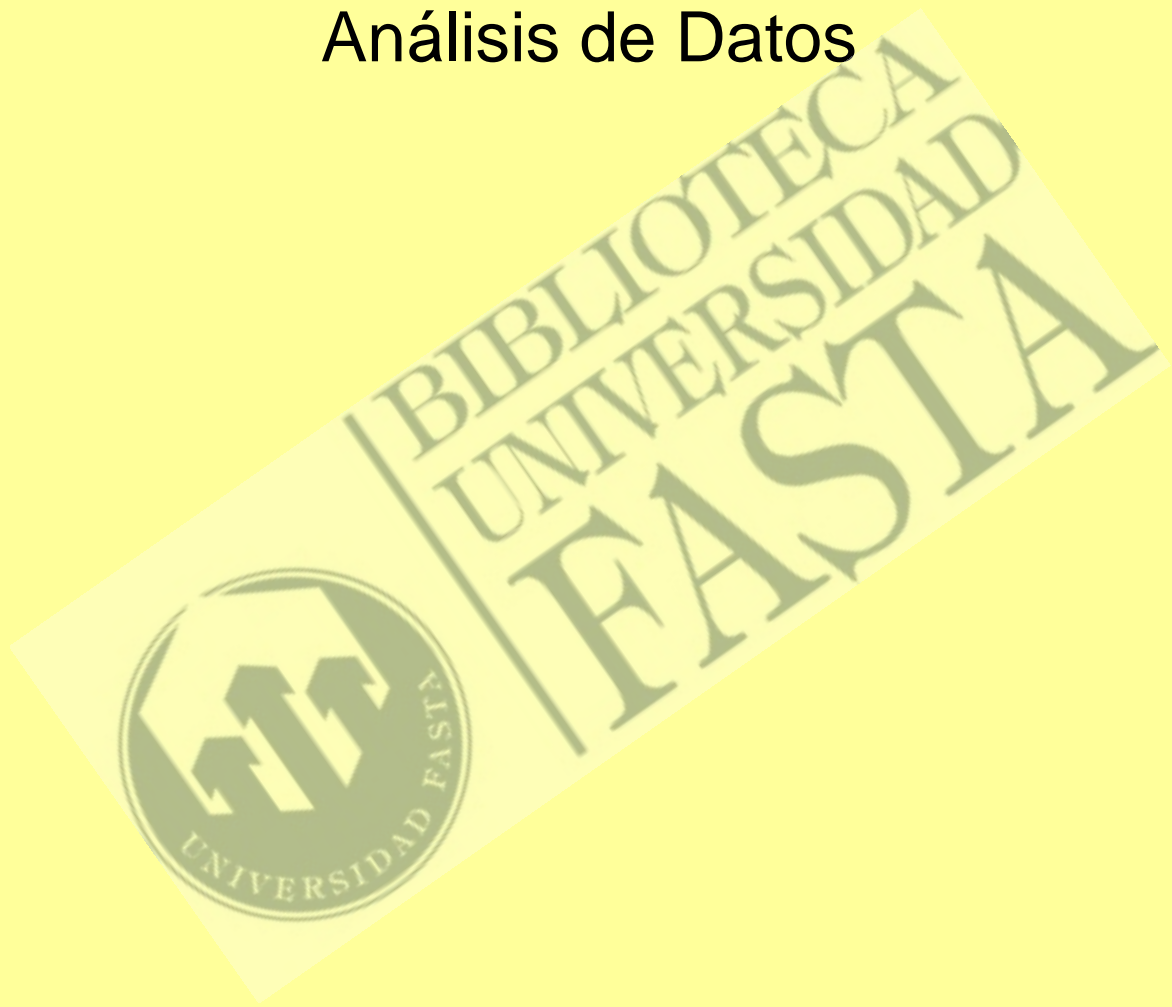 Análisis de Datos
BIBLIOTECA
UNIVERSIDAD
FASTA
UNIVERSIDAD FASTA